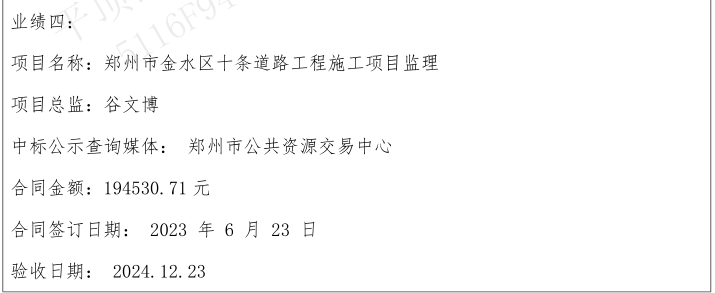 业绩四：
项目名称：郑州市金水区十条道路工程施工项目监理
项目总监：谷文博
中标公示查询媒体： 郑州市公共资源交易中心
合同金额：194530.71 元
合同签订日期： 2023 年 6 月 23 日
验收日期： 2024.12.23